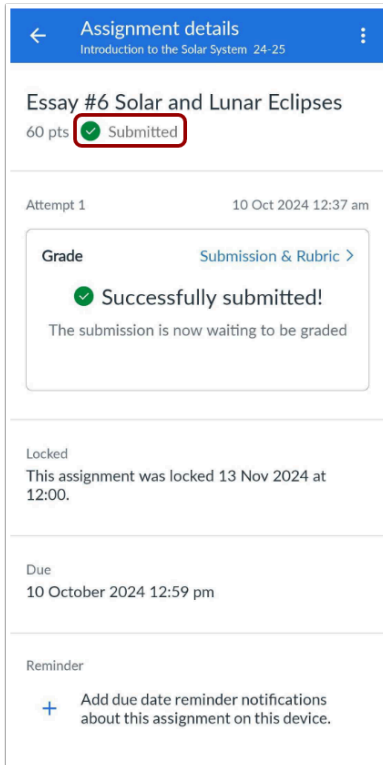 Assignment details
Introduction to the Solar System 24-25
Essay #6 Solar and Lunar Eclipses
60 pts Submitted
Attempt 1 10 Oct 2024 12:37 am
Grade Submission & Rubric >
Successfully submitted!
The submission is now waiting to be graded
Locked
This assignment was locked 13 Nov 2024 at
12:00.
Due
10 October 2024 12:59 pm
Reminder
Add due date reminder notifications
about this assignment on this device.